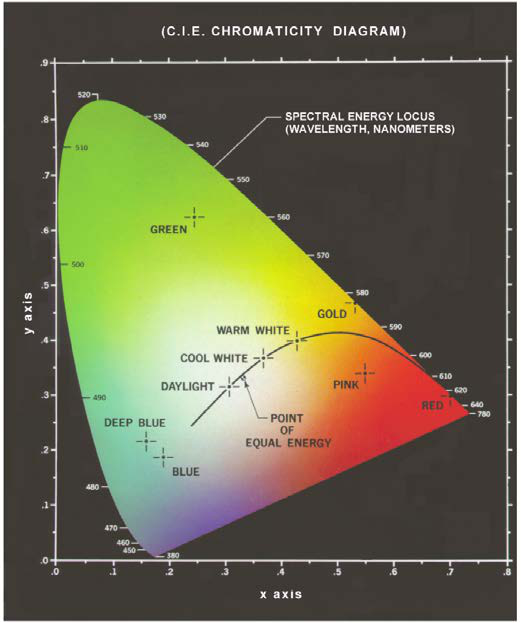 (C.I.E. CHROMATICITY DIAGRAM)
.9
520
530
SPECTRAL ENERGY LOCUS
(WAVELENGTH, NANOMETERS)
.8
540
510
550
.7
560
GREEN
.6
570
500
.5
580
GOLD
590
WARM WHITE
.4
600
COOL WHITE
610
DAYLIGHT
PINK
620
.3
490
RED
640
780
POINT
OF
EQUAL ENERGY
DEEP BLUE
.2
BLUE
480
.1
470
460
450
380
.0
.0
.1
.2
.3
.4
.5
.6
.7
.8
y axis
x axis